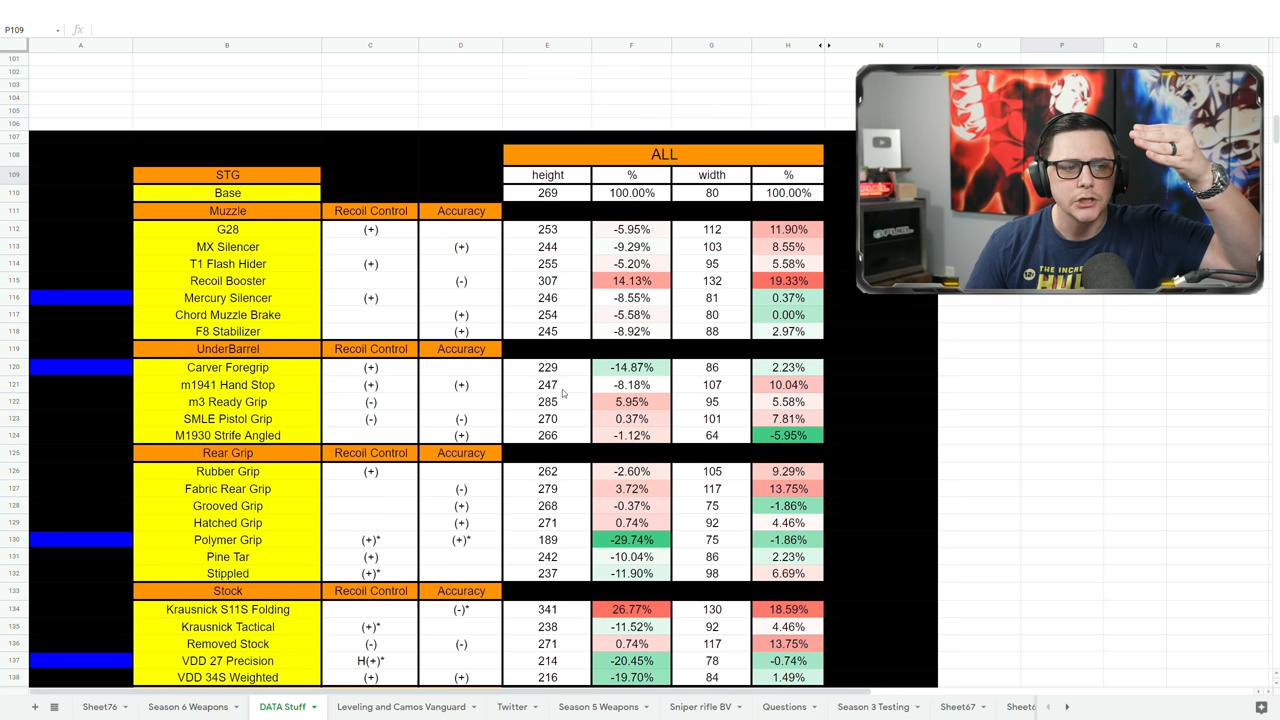 P109 fx
A B C D E F G H N O P Q R
101
102
103
104
105
106
107
108 ALL
109 STG height % width %
110 Base 269 100.00% 80 100.00%
111 Muzzle Recoil Control Accuracy
112 G28 (+) 253 -5.95% 112 11.90%
113 MX Silencer (+) 244 -9.29% 103 8.55%
114 T1 Flash Hider (+) 255 -5.20% 95 5.58%
115 Recoil Booster (-) 307 14.13% 132 19.33%
116 Mercury Silencer (+) 246 -8.55% 81 0.37%
117 Chord Muzzle Brake (+) 254 -5.58% 80 0.00%
118 F8 Stabilizer (+) 245 -8.92% 88 2.97%
119 UnderBarrel Recoil Control Accuracy
120 Carver Foregrip (+) 229 -14.87% 86 2.23%
121 m1941 Hand Stop (+) (+) 247 -8.18% 107 10.04%
122 m3 Ready Grip (-) 285 5.95% 95 5.58%
123 SMLE Pistol Grip (-) (-) 270 0.37% 101 7.81%
124 M1930 Strife Angled (+) 266 -1.12% 64 -5.95%
125 Rear Grip Recoil Control Accuracy
126 Rubber Grip (+) 262 -2.60% 105 9.29%
127 Fabric Rear Grip (-) 279 3.72% 117 13.75%
128 Grooved Grip (+) 268 -0.37% 75 -1.86%
129 Hatched Grip (+) 271 0.74% 92 4.46%
130 Polymer Grip (+)* (+)* 189 -29.74% 75 -1.86%
131 Pine Tar (+) 242 -10.04% 86 2.23%
132 Stippled (+)* 237 -11.90% 98 6.69%
133 Stock Recoil Control Accuracy
134 Krausnick S11S Folding (-)* 341 26.77% 130 18.59%
135 Krausnick Tactical (+)* 238 -11.52% 92 4.46%
136 Removed Stock (-) (-) 271 0.74% 117 13.75%
137 VDD 27 Precision H(+)* 214 -20.45% 78 -0.74%
138 VDD 34S Weighted (+) (+) 216 -19.70% 84 1.49%
THE INCRE
Sheet76 Season 6 Weapons DATA Stuff Leveling and Camos Vanguard Twitter Season 5 Weapons Sniper rifle BV Questions Season 3 Testing Sheet67 Sheet6